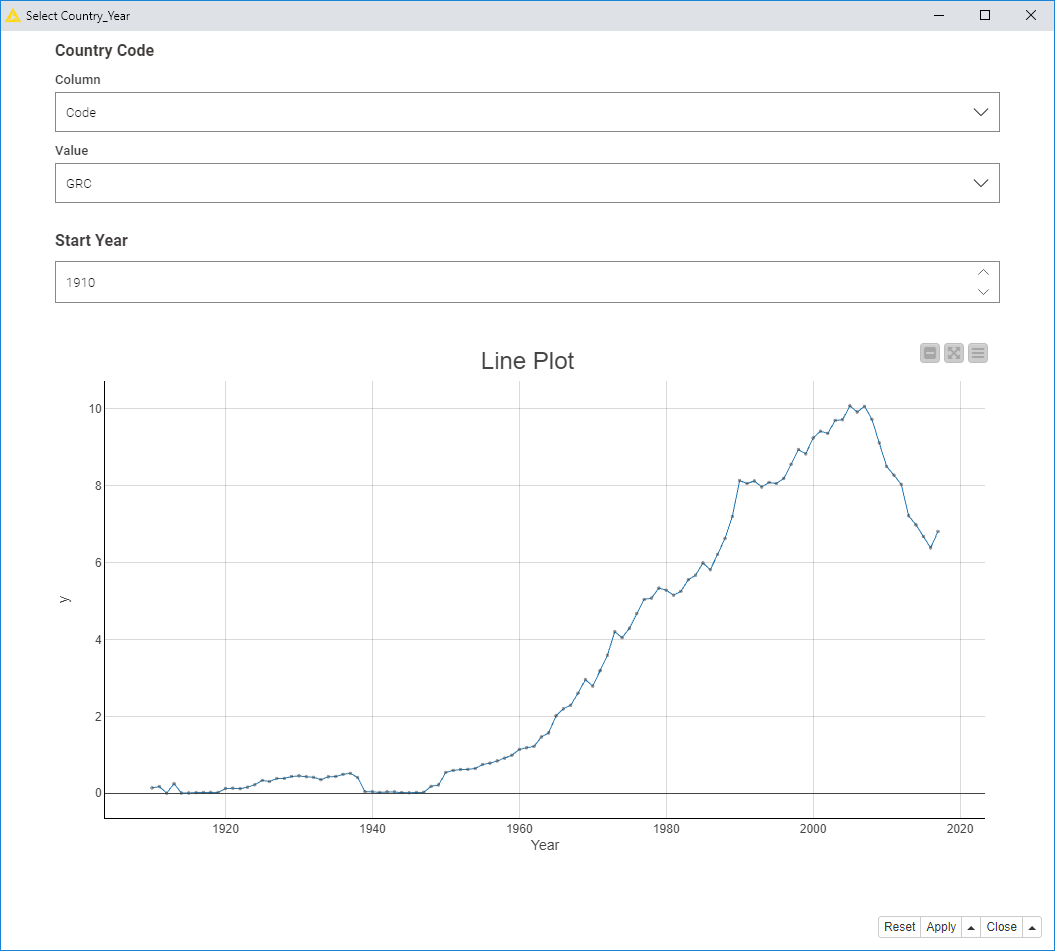 Select Country_Year
Country Code
Column
Code
Value
GRC
Start Year
1910
Line Plot
10
8
6
4
2
0
y
1920 1940 1960 1980 2000 2020
Year
Reset Apply Close